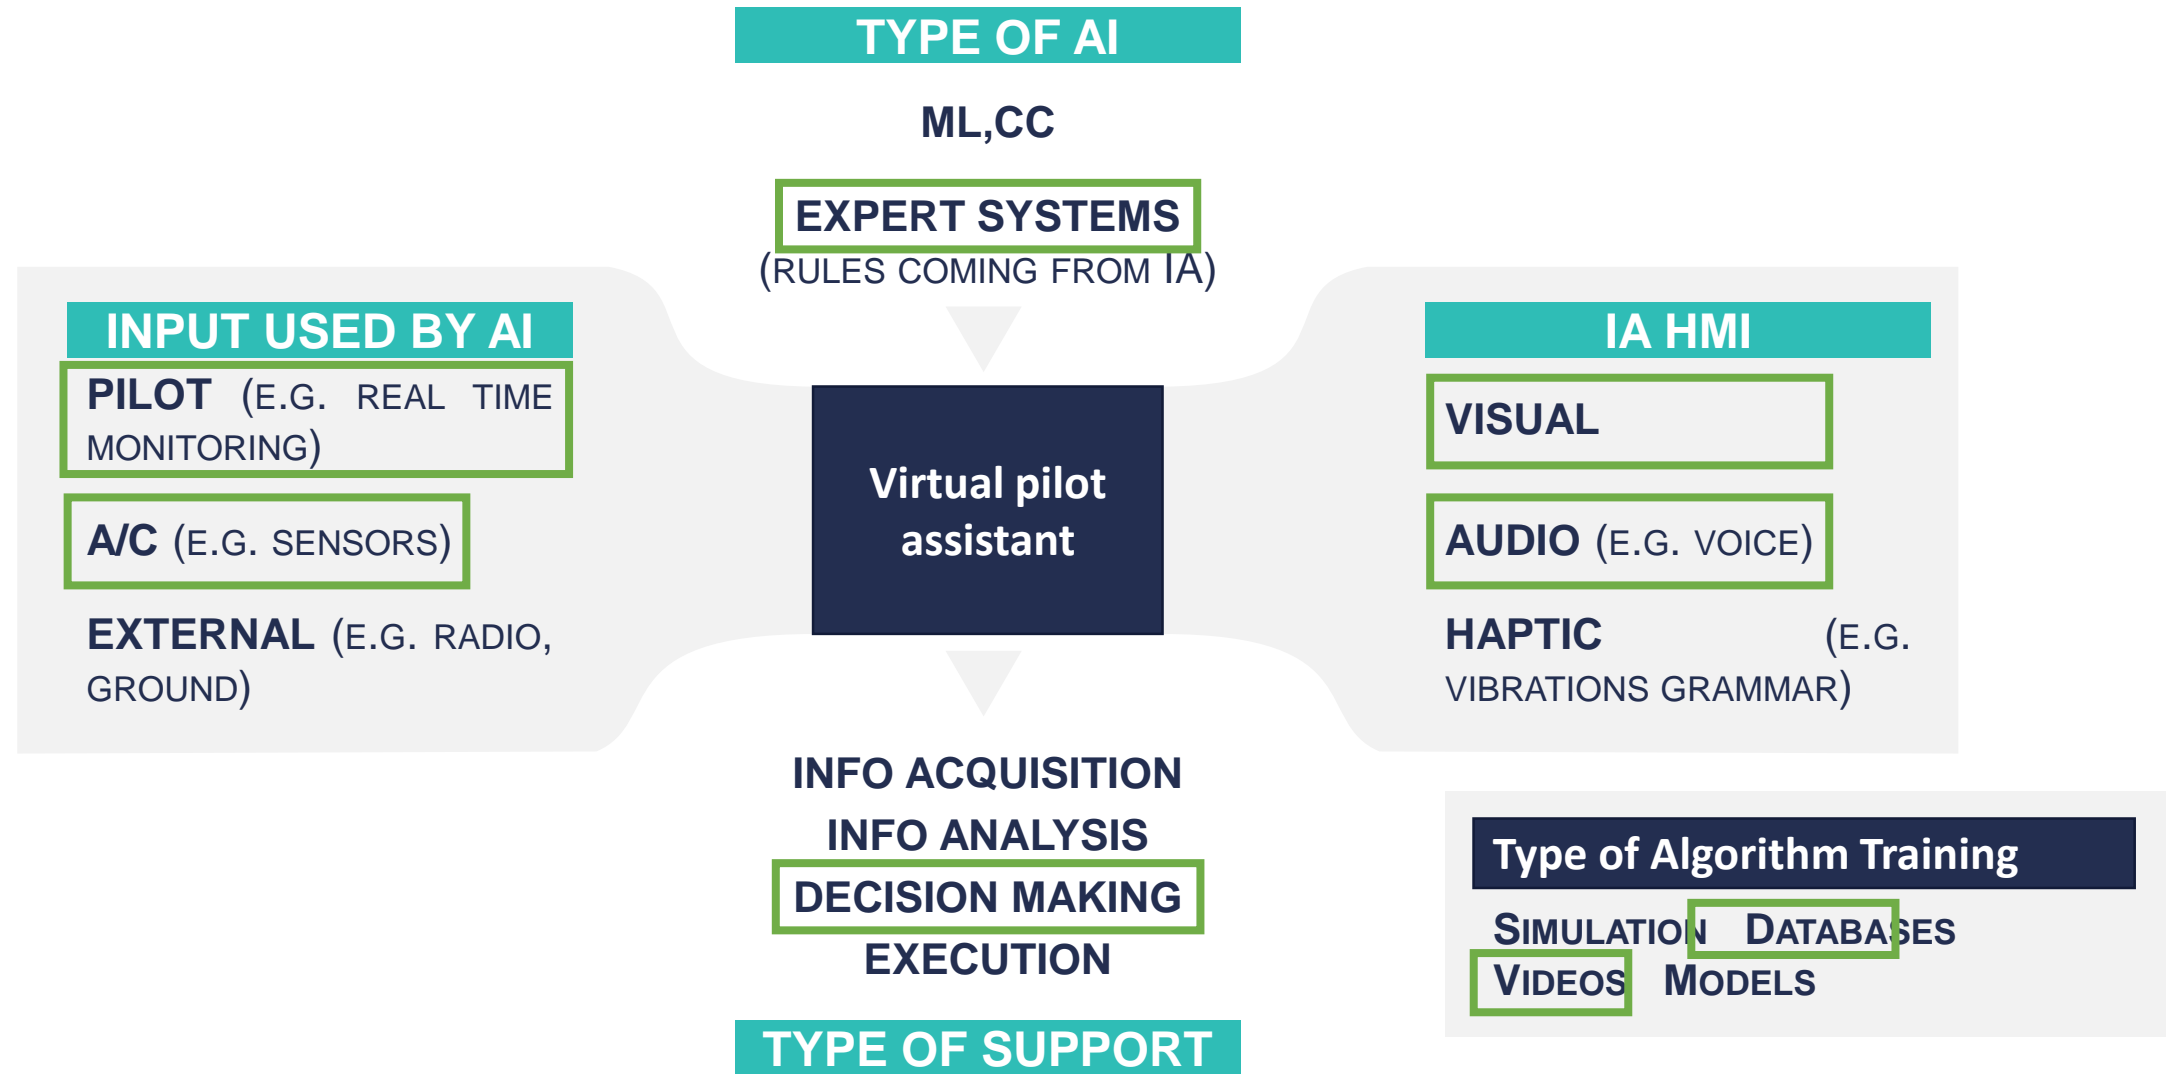 TYPE OF AI
ML,CC
EXPERT SYSTEMS
(RULES COMING FROM IA)
INPUT USED BY AI
PILOT (E.G. REAL TIME
MONITORING)
A/C (E.G. SENSORS)
EXTERNAL (E.G. RADIO,
GROUND)
Virtual pilot
assistant
IA HMI
VISUAL
AUDIO (E.G. VOICE)
HAPTIC (E.G.
VIBRATIONS GRAMMAR)
INFO ACQUISITION
INFO ANALYSIS
DECISION MAKING
EXECUTION
TYPE OF SUPPORT
Type of Algorithm Training
SIMULATION DATABASES
VIDEOS MODELS